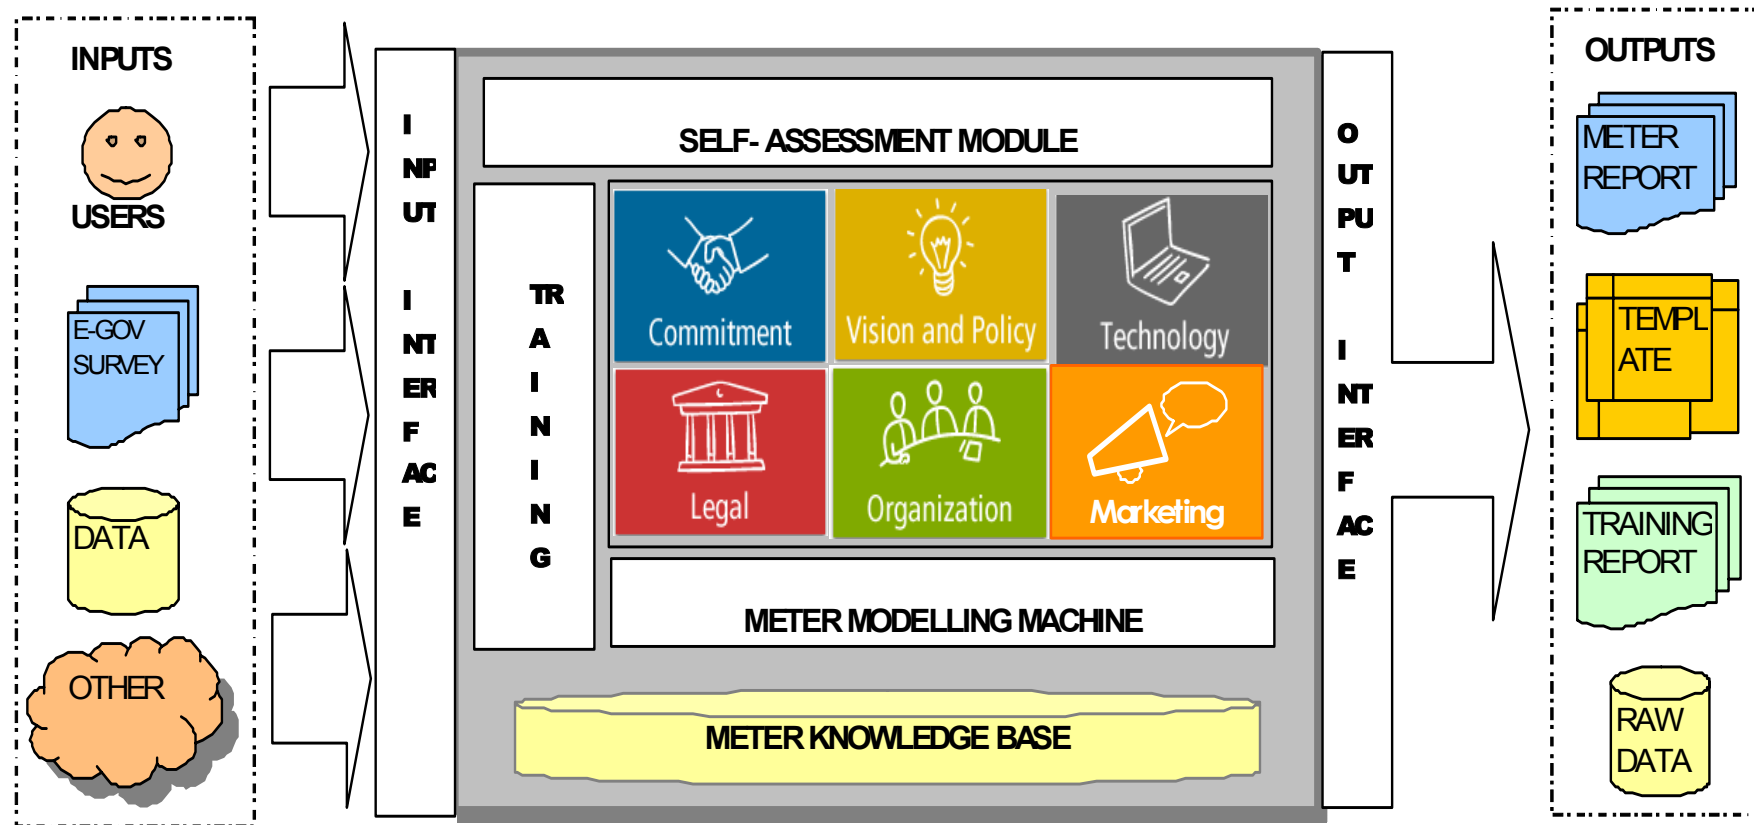 INPUTS
USERS
E-GOV
SURVEY
DATA
OTHER
I
NP
UT
I
NT
ER
F
AC
E
SELF- ASSESSMENT MODULE
TR
A
I
N
I
N
G
Commitment
Vision and Policy
Technology
Legal
Organization
Marketing
METER MODELLING MACHINE
METER KNOWLEDGE BASE
O
UT
PU
T
I
NT
ER
F
AC
E
OUTPUTS
METER
REPORT
TEMPL
ATE
TRAINING
REPORT
RAW
DATA